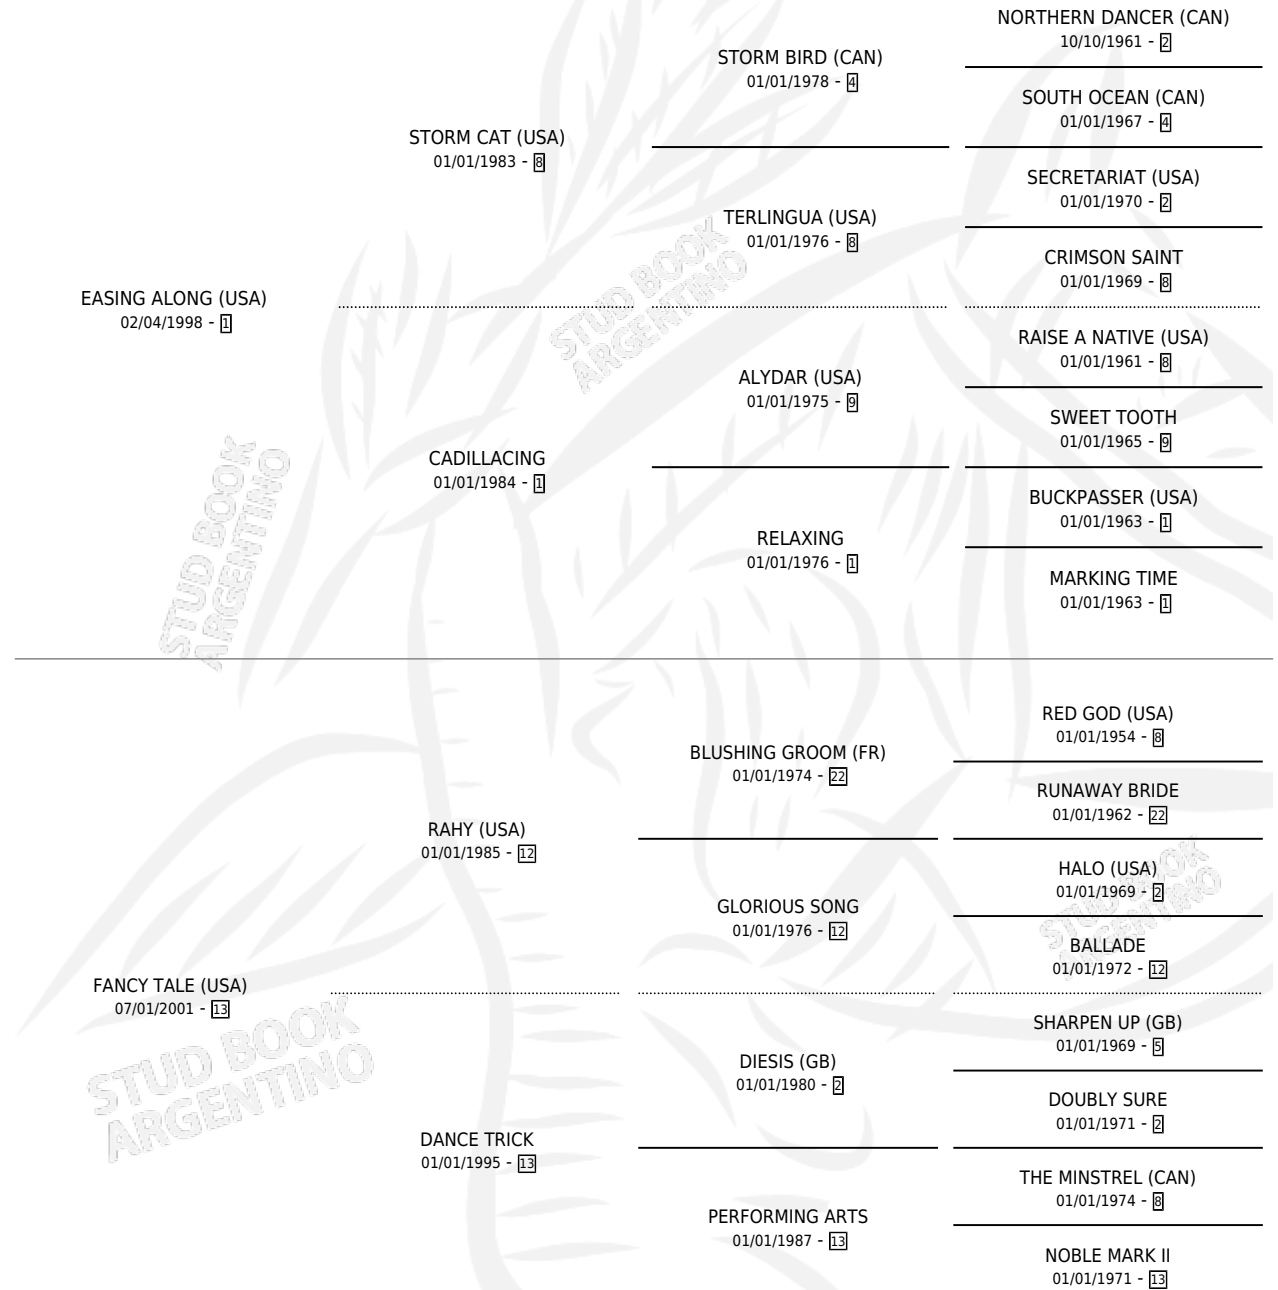 NORTHERN DANCER (CAN)
10/10/1961 - 2
STORM BIRD (CAN)
01/01/1978 - 4
SOUTH OCEAN (CAN)
01/01/1967 - 4
STORM CAT (USA)
01/01/1983 - 8
SECRETARIAT (USA)
01/01/1970 - 2
TERLINGUA (USA)
01/01/1976 - 8
CRIMSON SAINT
01/01/1969 - 8
EASING ALONG (USA)
02/04/1998 - 1
STUD BOOK
ARGENTINO
RAISE A NATIVE (USA)
01/01/1961 - 8
ALYDAR (USA)
01/01/1975 - 9
SWEET TOOTH
01/01/1965 - 9
CADILLACING
01/01/1984 - 1
BUCKPASSER (USA)
01/01/1963 - 1
RELAXING
01/01/1976 - 1
MARKING TIME
01/01/1963 - 1
STUD BOOK
ARGENTINO
RED GOD (USA)
01/01/1954 - 8
BLUSHING GROOM (FR)
01/01/1974 - 22
RUNAWAY BRIDE
01/01/1962 - 22
RAHY (USA)
01/01/1985 - 12
HALO (USA)
01/01/1969 - 2
GLORIOUS SONG
01/01/1976 - 12
STUD BOOK
ARGENTINO
BALLADE
01/01/1972 - 12
FANCY TALE (USA)
07/01/2001 - 13
STUD BOOK
ARGENTINO
SHARPEN UP (GB)
01/01/1969 - 5
DIESIS (GB)
01/01/1980 - 2
DOUBLY SURE
01/01/1971 - 2
DANCE TRICK
01/01/1995 - 13
THE MINSTREL (CAN)
01/01/1974 - 8
PERFORMING ARTS
01/01/1987 - 13
NOBLE MARK II
01/01/1971 - 13